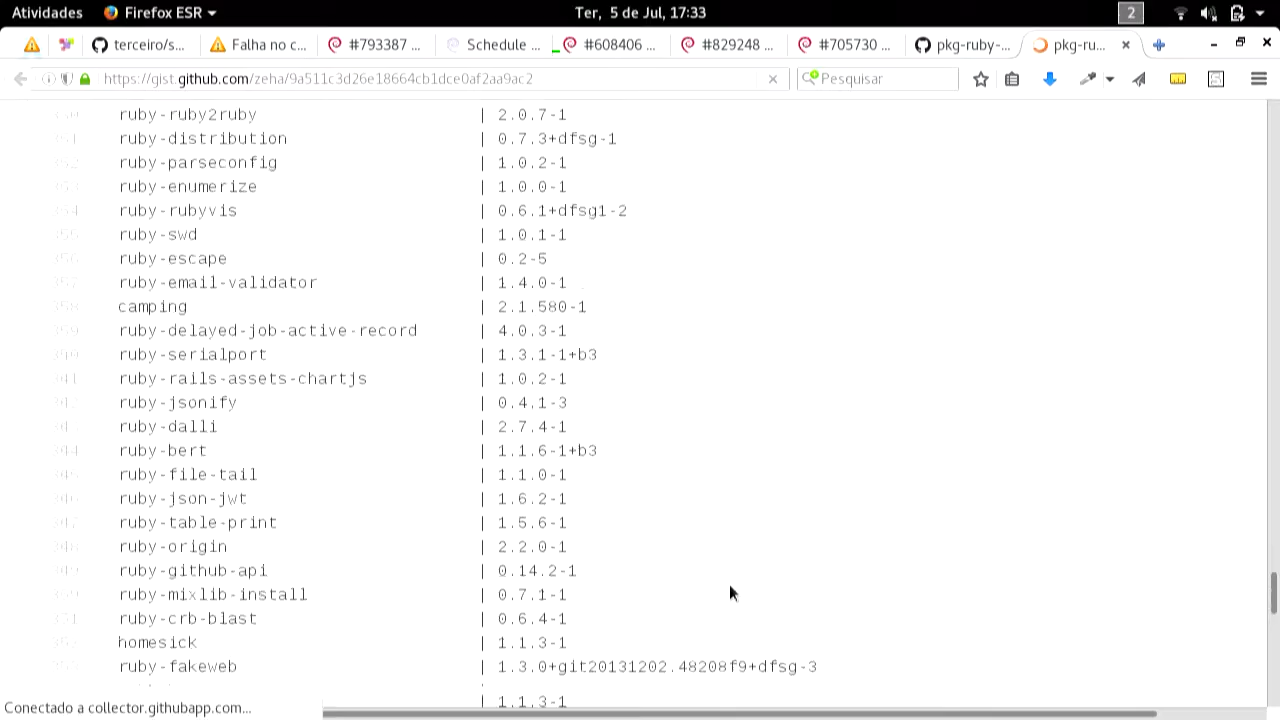 Atividades Firefox ESR Ter, 5 de Jul, 17:33 2
terceiro/s... Falha no c... #793387 ... Schedule ... #608406 ... #829248 ... #705730 ... pkg-ruby-... pkg-ru...
https://gist.github.com/zeha/9a511c3d26e18664cb1dce0af2aa9ac2 Pesquisar
ruby-ruby2ruby | 2.0.7-1
ruby-distribution | 0.7.3+dfsg-1
ruby-parseconfig | 1.0.2-1
ruby-enumerize | 1.0.0-1
ruby-rubyvis | 0.6.1+dfsg1-2
ruby-swd | 1.0.1-1
ruby-escape | 0.2-5
ruby-email-validator | 1.4.0-1
camping | 2.1.580-1
ruby-delayed-job-active-record | 4.0.3-1
ruby-serialport | 1.3.1-1+b3
ruby-rails-assets-chartjs | 1.0.2-1
ruby-jsonify | 0.4.1-3
ruby-dalli | 2.7.4-1
ruby-bert | 1.1.6-1+b3
ruby-file-tail | 1.1.0-1
ruby-json-jwt | 1.6.2-1
ruby-table-print | 1.5.6-1
ruby-origin | 2.2.0-1
ruby-github-api | 0.14.2-1
ruby-mixlib-install | 0.7.1-1
ruby-crb-blast | 0.6.4-1
homesick | 1.1.3-1
ruby-fakeweb | 1.3.0+git20131202.48208f9+dfsg-3
| 1.1.3-1
Conectado a collector.githubapp.com...